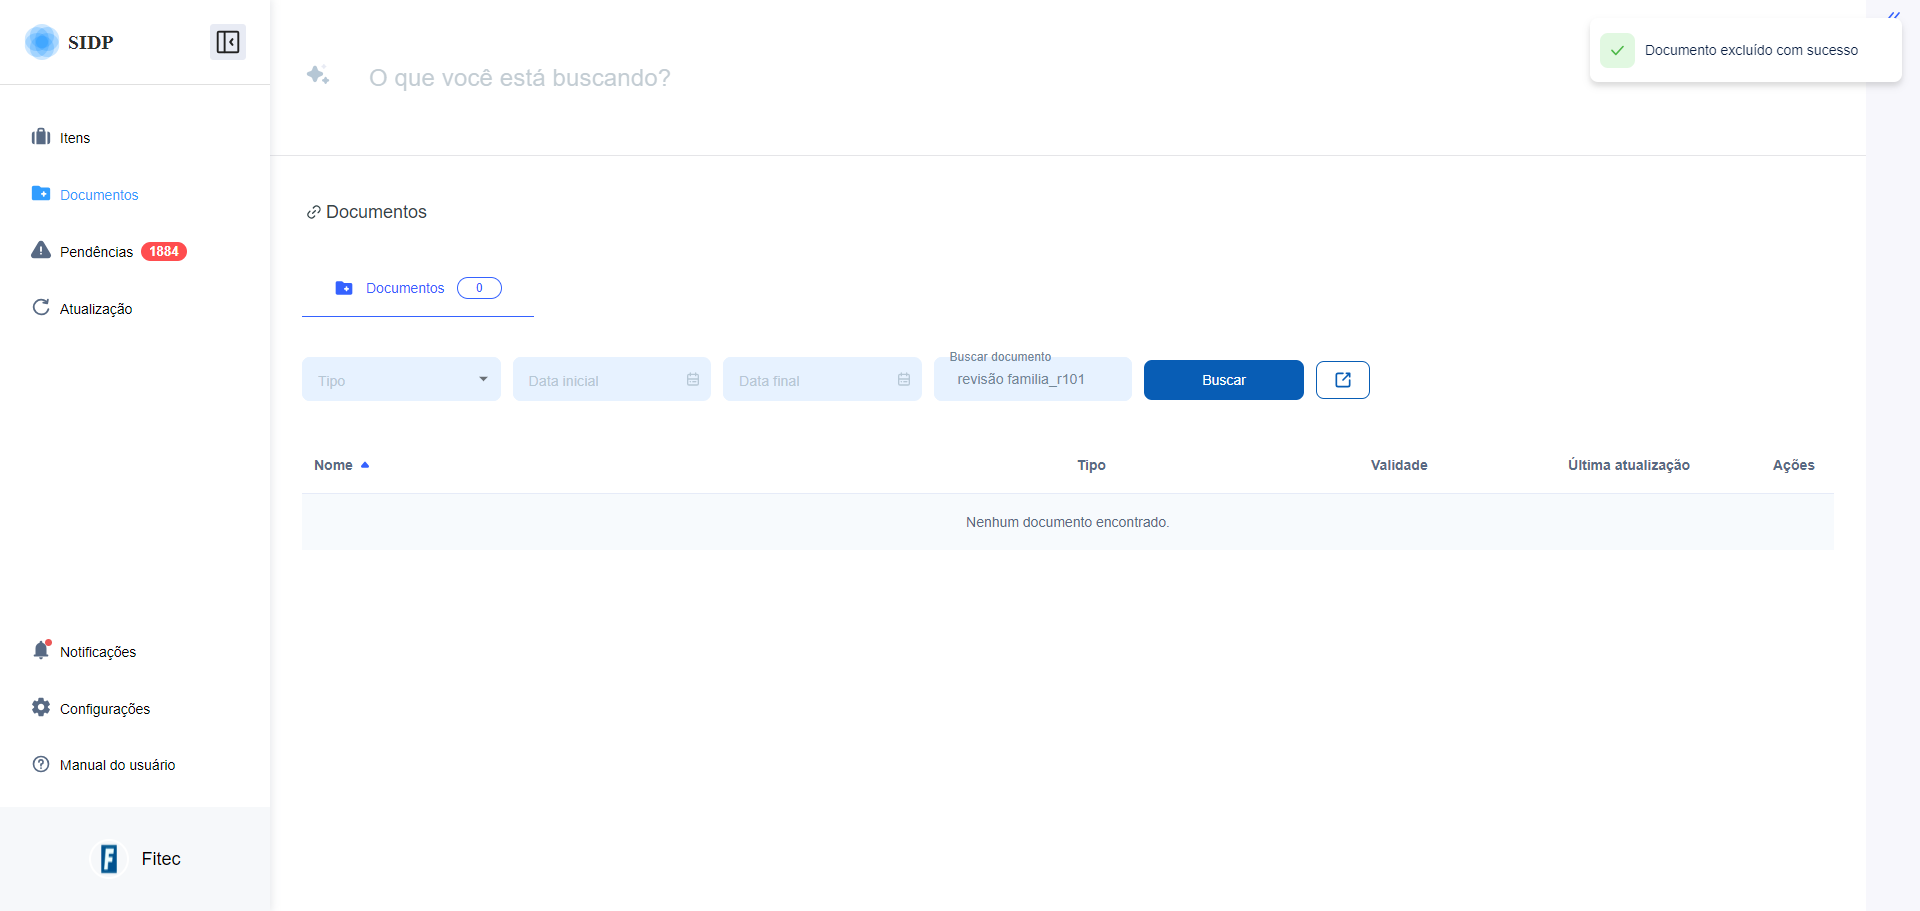 SIDP
Itens
Documentos
Pendências 1884
Atualização
Notificações
Configurações
Manual do usuário
Fitec
O que você está buscando?
Documento excluído com sucesso
Documentos
Documentos 0
Tipo
Data inicial
Data final
Buscar documento
revisão familia_r101
Buscar
Nome Tipo Validade Última atualização Ações
Nenhum documento encontrado.